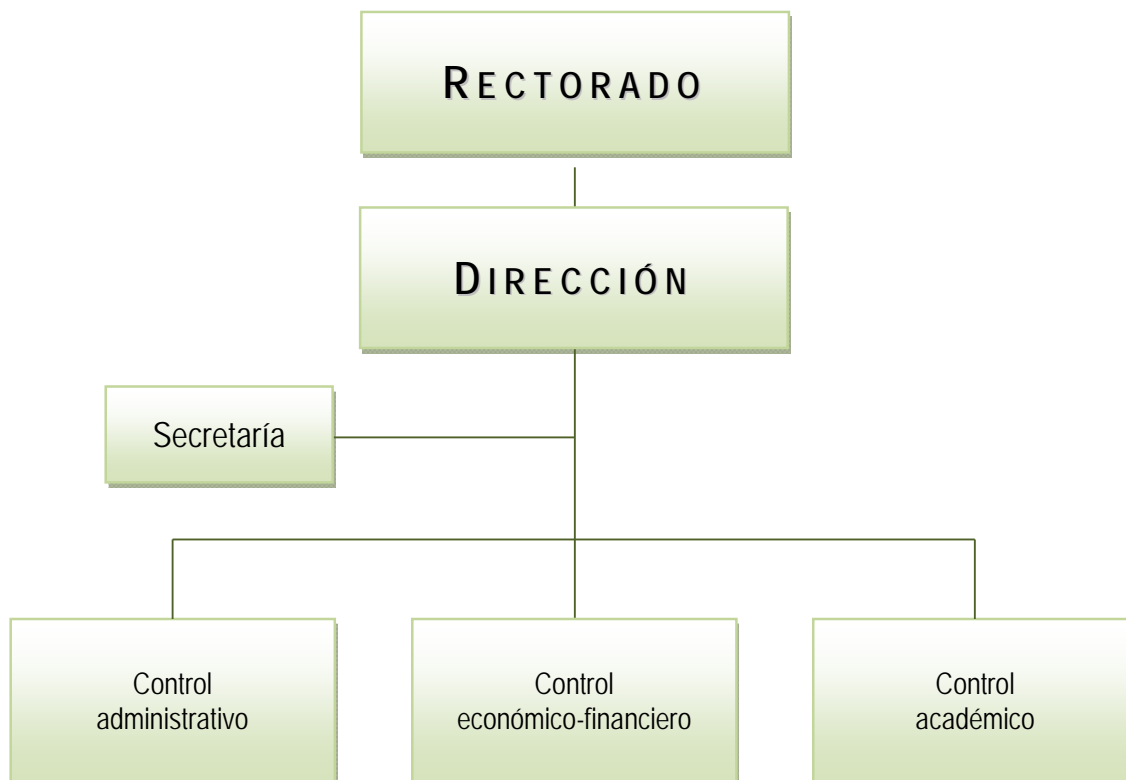 RECTORADO
DIRECCIÓN
Secretaría
Control
administrativo
Control
económico-financiero
Control
académico